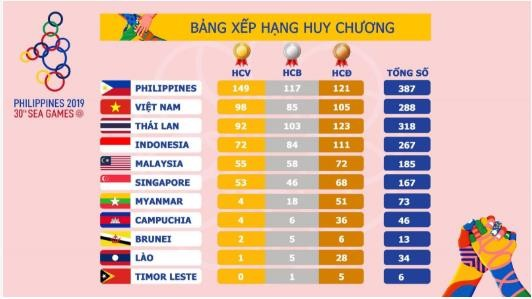 BẢNG XẾP HẠNG HUY CHƯƠNG
PHILIPPINES 2019
30TH SEA GAMES
HCV HCB HCĐ TỔNG SỐ
PHILIPPINES 149 117 121 387
VIỆT NAM 98 85 105 288
THÁI LAN 92 103 123 318
INDONESIA 72 84 111 267
MALAYSIA 55 58 72 185
SINGAPORE 53 46 68 167
MYANMAR 4 18 51 73
CAMPUCHIA 4 6 36 46
BRUNEI 2 5 6 13
LÀO 1 5 28 34
TIMOR LESTE 0 1 5 6